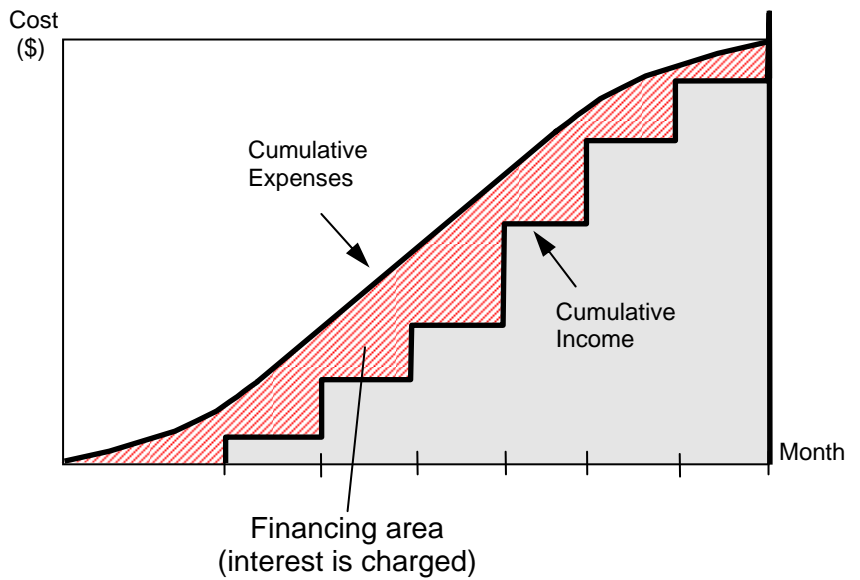 Cost
($)
Cumulative
Expenses
Cumulative
Income
Month
Financing area
(interest is charged)